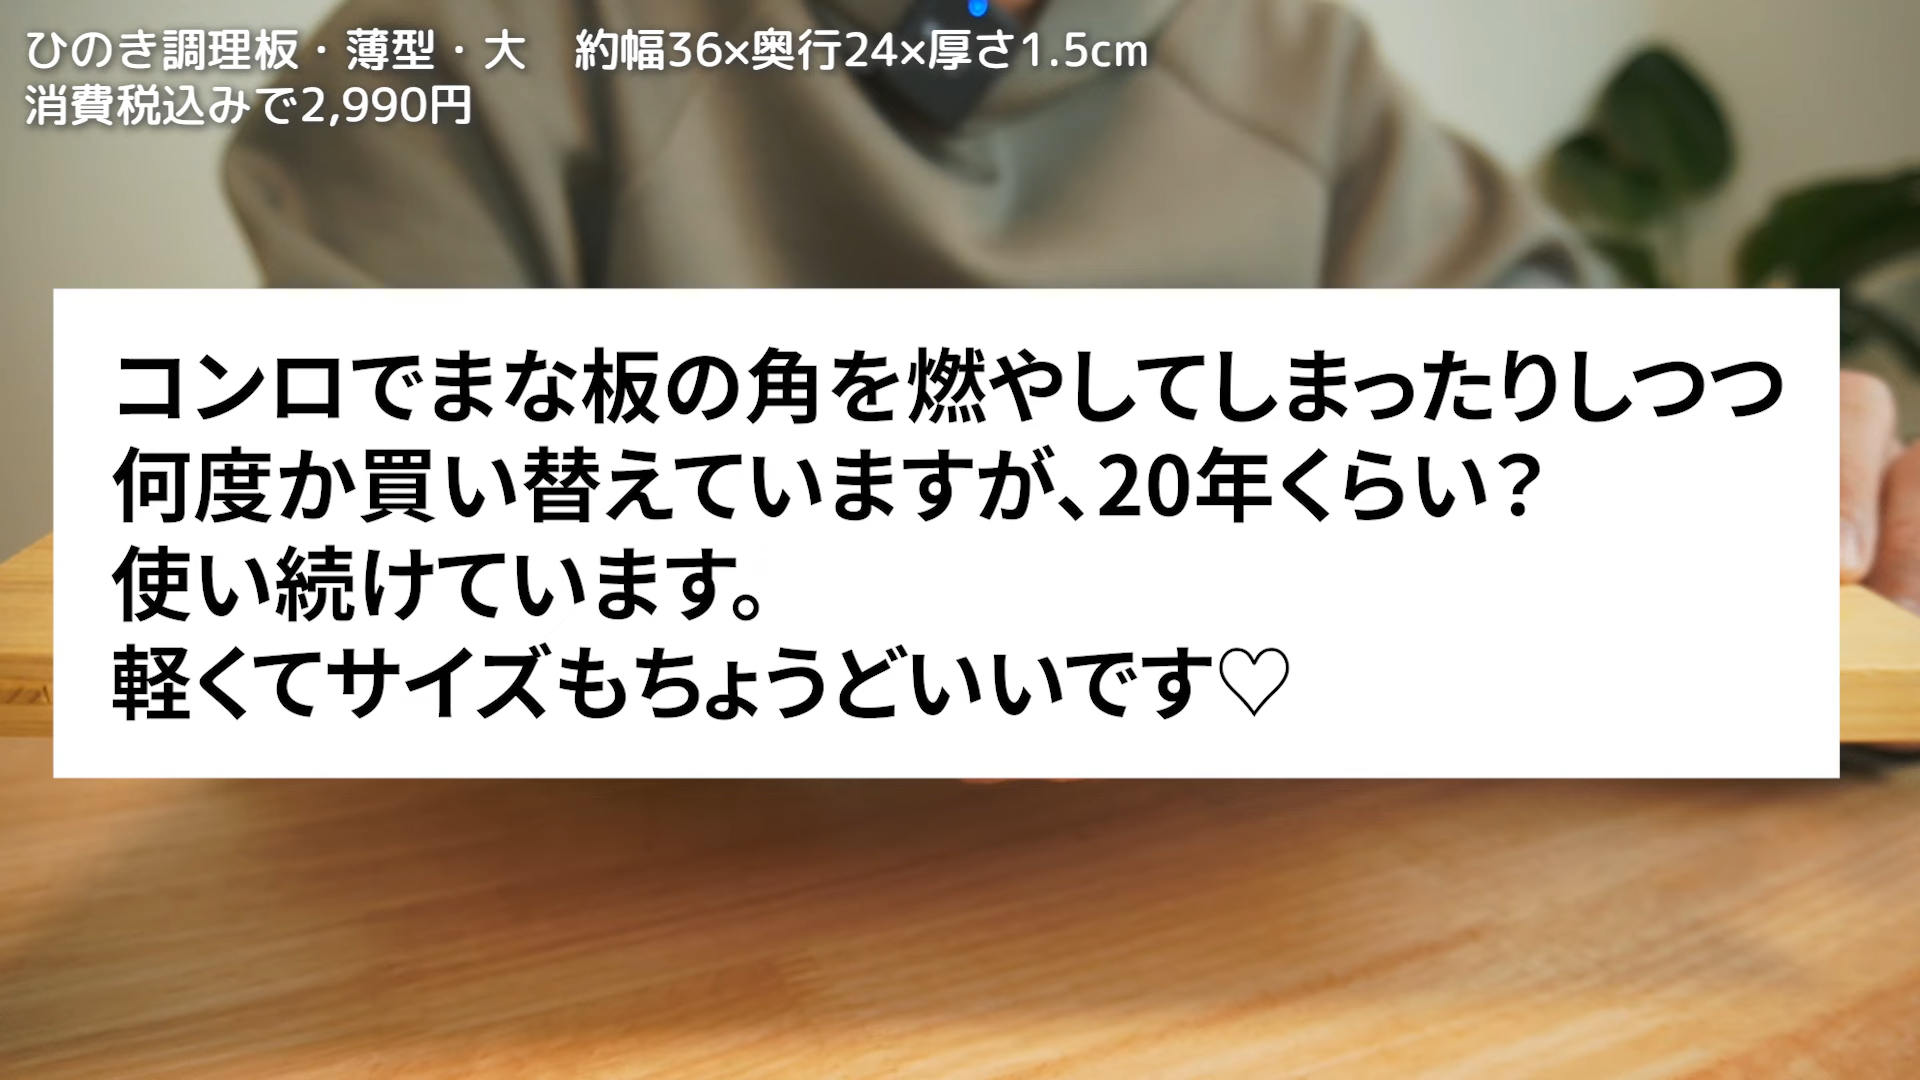 ひのき調理板・薄型・大　約幅36×奥行24×厚さ1.5cm
消費税込みで2,990円
コンロでまな板の角を燃やしてしまったりしつつ
何度か買い替えていますが、20年くらい？
使い続けています。
軽くてサイズもちょうどいいです♡